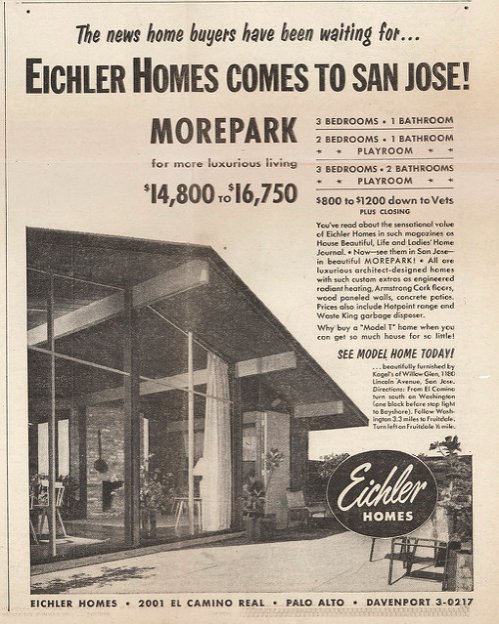 The news home buyers have been waiting for...
EICHLER HOMES COMES TO SAN JOSE!
MOREPARK
for more luxurious living
$14,800 TO $16,750
3 BEDROOMS • 1 BATHROOM
2 BEDROOMS • 1 BATHROOM
* * PLAYROOM * *
3 BEDROOMS • 2 BATHROOMS
* * PLAYROOM * *
$800 to $1200 down to Vets
PLUS CLOSING
You've read about the sensational value
of Eichler Homes in such magazines as
House Beautiful, Life and Ladies' Home
Journal. • Now—see them in San Jose—
in beautiful MOREPARK! • All are
luxurious architect-designed homes
with such custom extras as engineered
radiant heating, Armstrong Cork floors,
wood paneled walls, concrete patios.
Prices also include Hotpoint range and
Waste King garbage disposer.
Why buy a "Model T" home when you
can get so much house for so little!
SEE MODEL HOME TODAY!
... beautifully furnished by
Kagel's of Willow Glen, 1180
Lincoln Avenue, San Jose.
Directions: From El Camino
turn south on Washington
(one block before stop light
to Bayshore). Follow Wash-
ington 3.3 miles to Fruitdale.
Turn left on Fruitdale ½ mile.
Eichler
HOMES
EICHLER HOMES • 2001 EL CAMINO REAL • PALO ALTO • DAVENPORT 3-0217